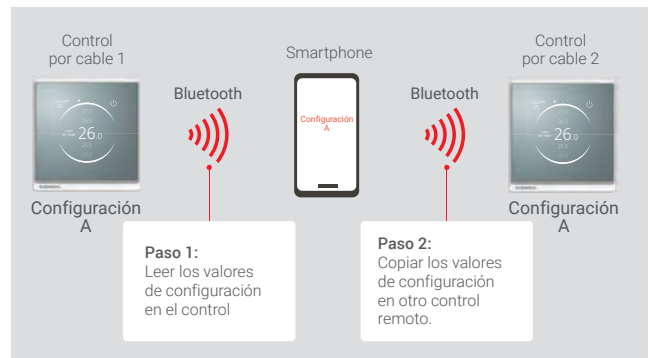 Control
por cable 1
Smartphone
Control
por cable 2
Bluetooth
Bluetooth
Configuración
A
26.0
26.0
Configuración
A
Configuración
A
Paso 1:
Leer los valores
de configuración
en el control
Paso 2:
Copiar los valores
de configuración
en otro control
remoto.